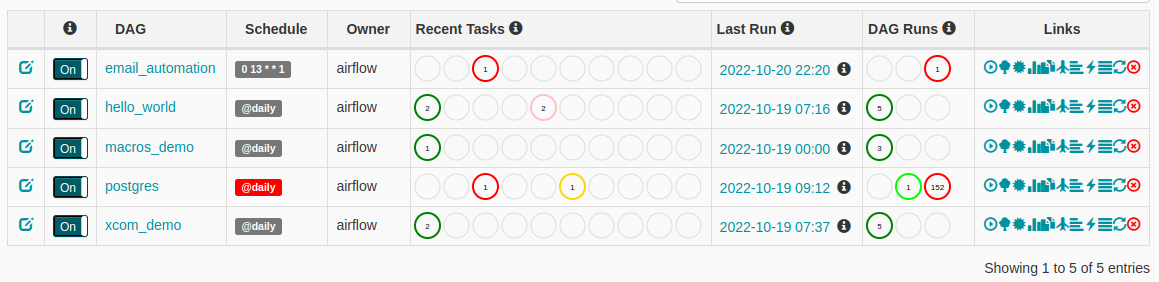 DAG Schedule Owner Recent Tasks Last Run DAG Runs Links
On email_automation 0 13 * * 1 airflow 1 2022-10-20 22:20 1
On hello_world @daily airflow 2 2 2022-10-19 07:16 5
On macros_demo @daily airflow 1 2022-10-19 00:00 3
On postgres @daily airflow 1 1 2022-10-19 09:12 1 152
On xcom_demo @daily airflow 2 2022-10-19 07:37 5
Showing 1 to 5 of 5 entries